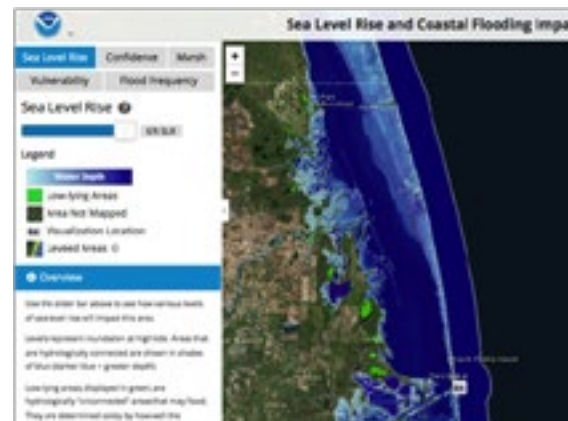 Sea Level Rise and Coastal Flooding Impa
Sea Level Rise
Confidence
Marsh
Vulnerability
Flood Frequency
Sea Level Rise
SLR
Legend
Water Depth
Low-lying Areas
Area Not Mapped
Visualization Location
Leveed Areas
Overview
Use the slider bar above to see how various levels
of sea level rise will impact this area.
Levels represent inundation at high tide. Areas that
are hydrologically connected are shown in shades
of blue (darker blue = greater depth).
Low-lying areas, displayed in green, are
hydrologically "unconnected" areas that may flood.
They are determined solely by how well the